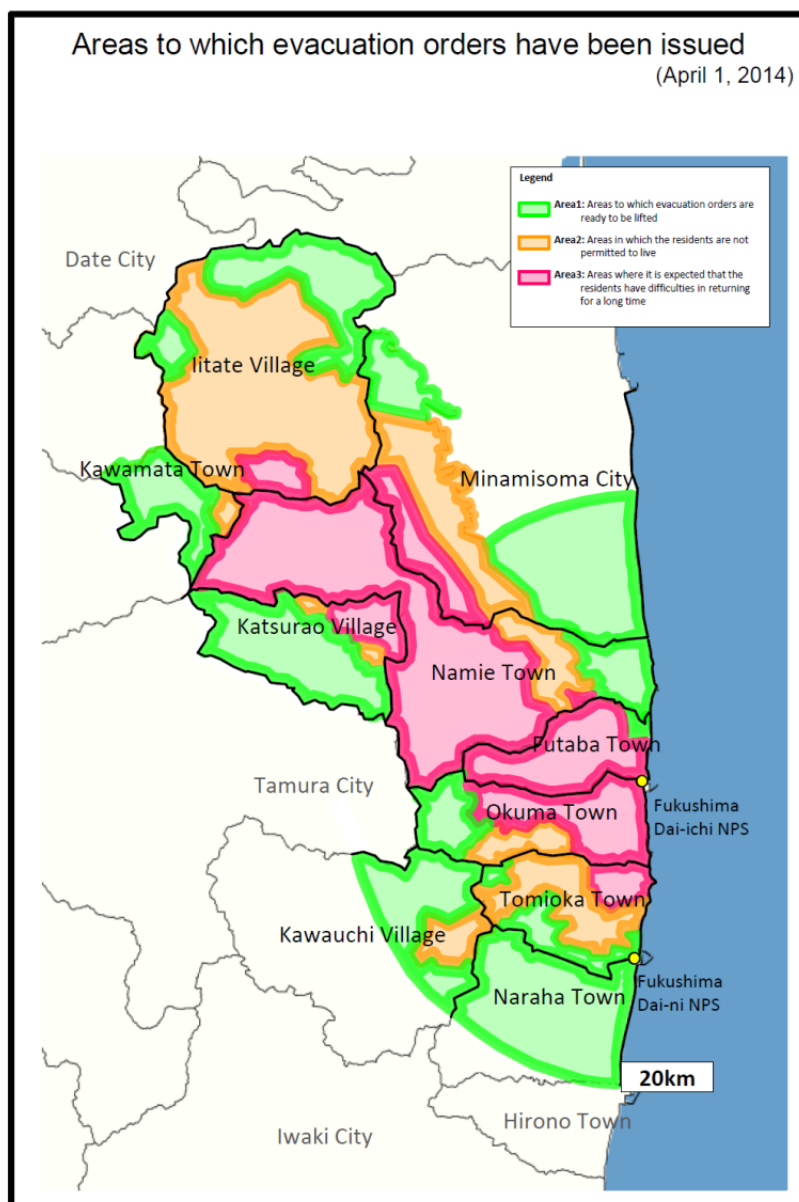 Areas to which evacuation orders have been issued
(April 1, 2014)
Legend
Area1: Areas to which evacuation orders are
ready to be lifted
Area2: Areas in which the residents are not
permitted to live
Area3: Areas where it is expected that the
residents have difficulties in returning
for a long time
Date City
Iitate Village
Kawamata Town
Minamisoma City
Katsurao Village
Namie Town
Futaba Town
Tamura City
Okuma Town
Fukushima
Dai-ichi NPS
Tomioka Town
Kawauchi Village
Naraha Town
Fukushima
Dai-ni NPS
20km
Hirono Town
Iwaki City